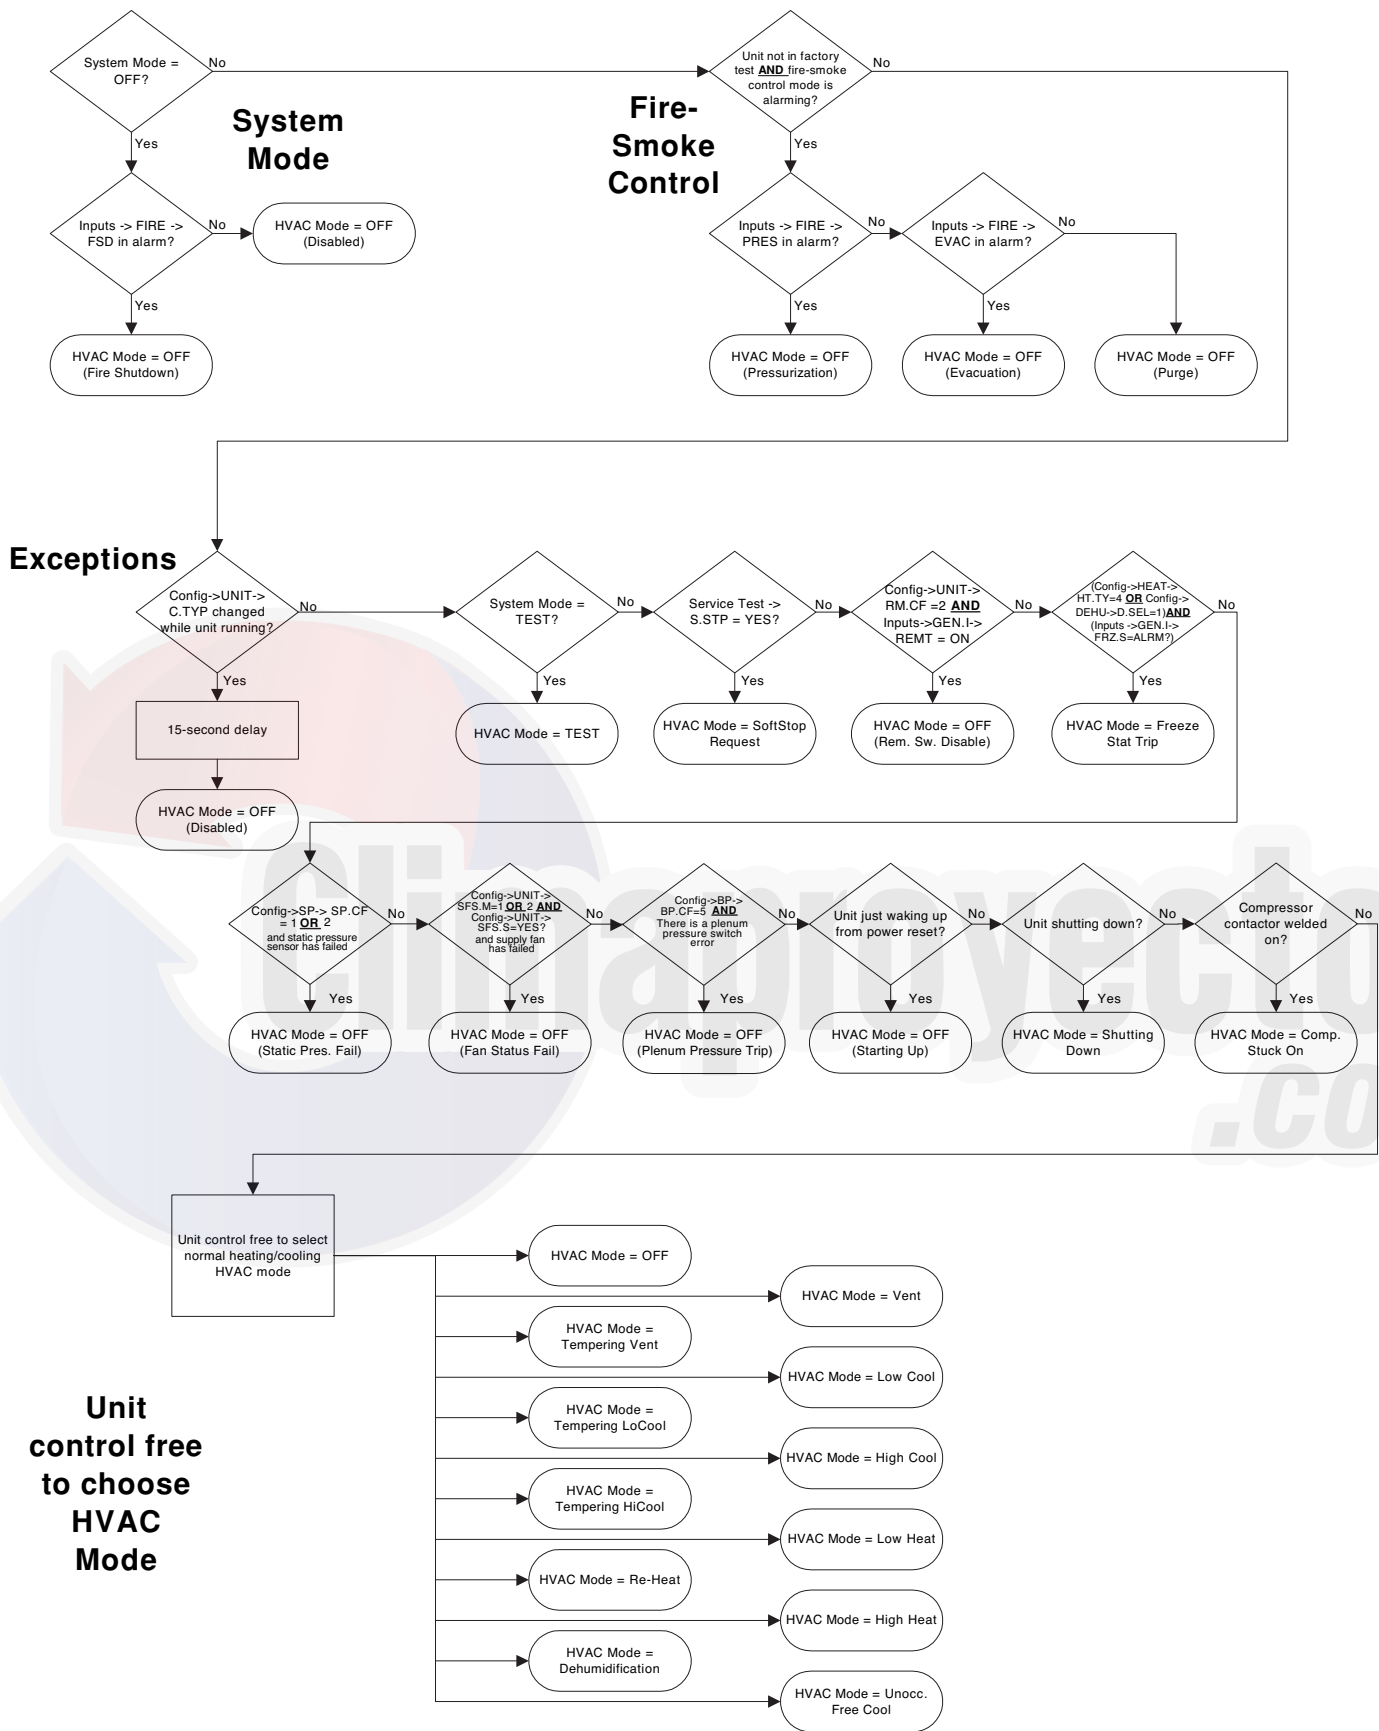 System Mode =
OFF?
No
Unit not in factory
test AND fire-smoke
control mode is
alarming?
No
System
Mode
Fire-
Smoke
Control
Yes
Yes
Inputs -> FIRE ->
FSD in alarm?
No
HVAC Mode = OFF
(Disabled)
Inputs -> FIRE ->
PRES in alarm?
No
Inputs -> FIRE ->
EVAC in alarm?
No
Yes
Yes
Yes
HVAC Mode = OFF
(Fire Shutdown)
HVAC Mode = OFF
(Pressurization)
HVAC Mode = OFF
(Evacuation)
HVAC Mode = OFF
(Purge)
Exceptions
Config->UNIT->
C.TYP changed
while unit running?
No
System Mode =
TEST?
No
Service Test ->
S.STP = YES?
No
Config->UNIT->
RM.CF =2 AND
Inputs->GEN.I->
REMT = ON
No
(Config->HEAT->
HT.TY=4 OR Config->
DEHU->D.SEL=1)AND
(Inputs ->GEN.I->
FRZ.S=ALRM?)
No
Yes
Yes
Yes
Yes
Yes
15-second delay
HVAC Mode = TEST
HVAC Mode = SoftStop
Request
HVAC Mode = OFF
(Rem. Sw. Disable)
HVAC Mode = Freeze
Stat Trip
HVAC Mode = OFF
(Disabled)
Config->SP-> SP.CF
= 1 OR 2
and static pressure
sensor has failed
No
Config->UNIT->
SFS.M=1 OR 2 AND
Config->UNIT->
SFS.S=YES?
and supply fan
has failed
No
Config->BP->
BP.CF=5 AND
There is a plenum
pressure switch
error
No
Unit just waking up
from power reset?
No
Unit shutting down?
No
Compressor
contactor welded
on?
No
Yes
Yes
Yes
Yes
Yes
Yes
HVAC Mode = OFF
(Static Pres. Fail)
HVAC Mode = OFF
(Fan Status Fail)
HVAC Mode = OFF
(Plenum Pressure Trip)
HVAC Mode = OFF
(Starting Up)
HVAC Mode = Shutting
Down
HVAC Mode = Comp.
Stuck On
Climaproyecto
.co
Unit control free to select
normal heating/cooling
HVAC mode
HVAC Mode = OFF
HVAC Mode = Vent
HVAC Mode =
Tempering Vent
HVAC Mode = Low Cool
HVAC Mode =
Tempering LoCool
HVAC Mode = High Cool
HVAC Mode =
Tempering HiCool
HVAC Mode = Low Heat
HVAC Mode = Re-Heat
HVAC Mode = High Heat
HVAC Mode =
Dehumidification
HVAC Mode = Unocc.
Free Cool
Unit
control free
to choose
HVAC
Mode